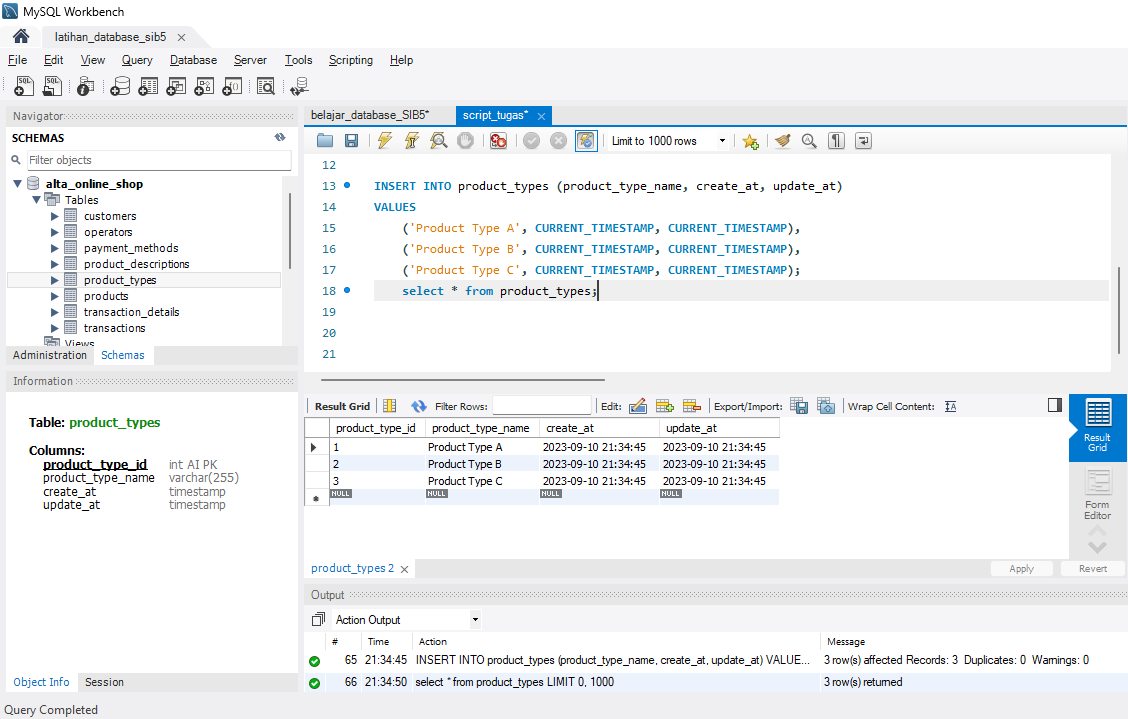 MySQL Workbench
latihan_database_sib5
File Edit View Query Database Server Tools Scripting Help
Navigator
SCHEMAS
Filter objects
alta_online_shop
Tables
customers
operators
payment_methods
product_descriptions
product_types
products
transaction_details
transactions
Views
Administration Schemas
Information
Table: product_types
Columns:
product_type_id int AI PK
product_type_name varchar(255)
create_at timestamp
update_at timestamp
Object Info Session
belajar_database_SIB5* script_tugas*
Limit to 1000 rows
12
13 INSERT INTO product_types (product_type_name, create_at, update_at)
14 VALUES
15 ('Product Type A', CURRENT_TIMESTAMP, CURRENT_TIMESTAMP),
16 ('Product Type B', CURRENT_TIMESTAMP, CURRENT_TIMESTAMP),
17 ('Product Type C', CURRENT_TIMESTAMP, CURRENT_TIMESTAMP);
18 select * from product_types;
19
20
21
Result Grid Filter Rows: Edit: Export/Import: Wrap Cell Content:
product_type_id product_type_name create_at update_at
1 Product Type A 2023-09-10 21:34:45 2023-09-10 21:34:45
2 Product Type B 2023-09-10 21:34:45 2023-09-10 21:34:45
3 Product Type C 2023-09-10 21:34:45 2023-09-10 21:34:45
NULL NULL NULL NULL
Result
Grid
Form
Editor
product_types 2
Apply Revert
Output
Action Output
# Time Action Message
65 21:34:45 INSERT INTO product_types (product_type_name, create_at, update_at) VALUE... 3 row(s) affected Records: 3 Duplicates: 0 Warnings: 0
66 21:34:50 select * from product_types LIMIT 0, 1000 3 row(s) returned
Query Completed